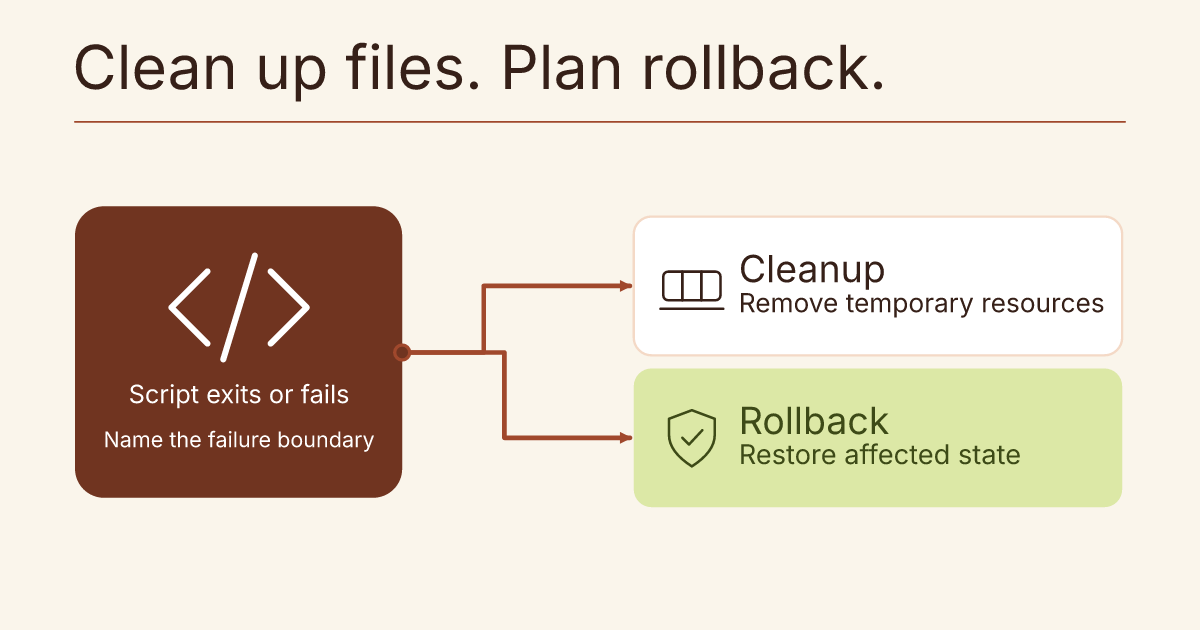 Clean up files. Plan rollback.
Script exits or fails
Name the failure boundary
Cleanup
Remove temporary resources
Rollback
Restore affected state